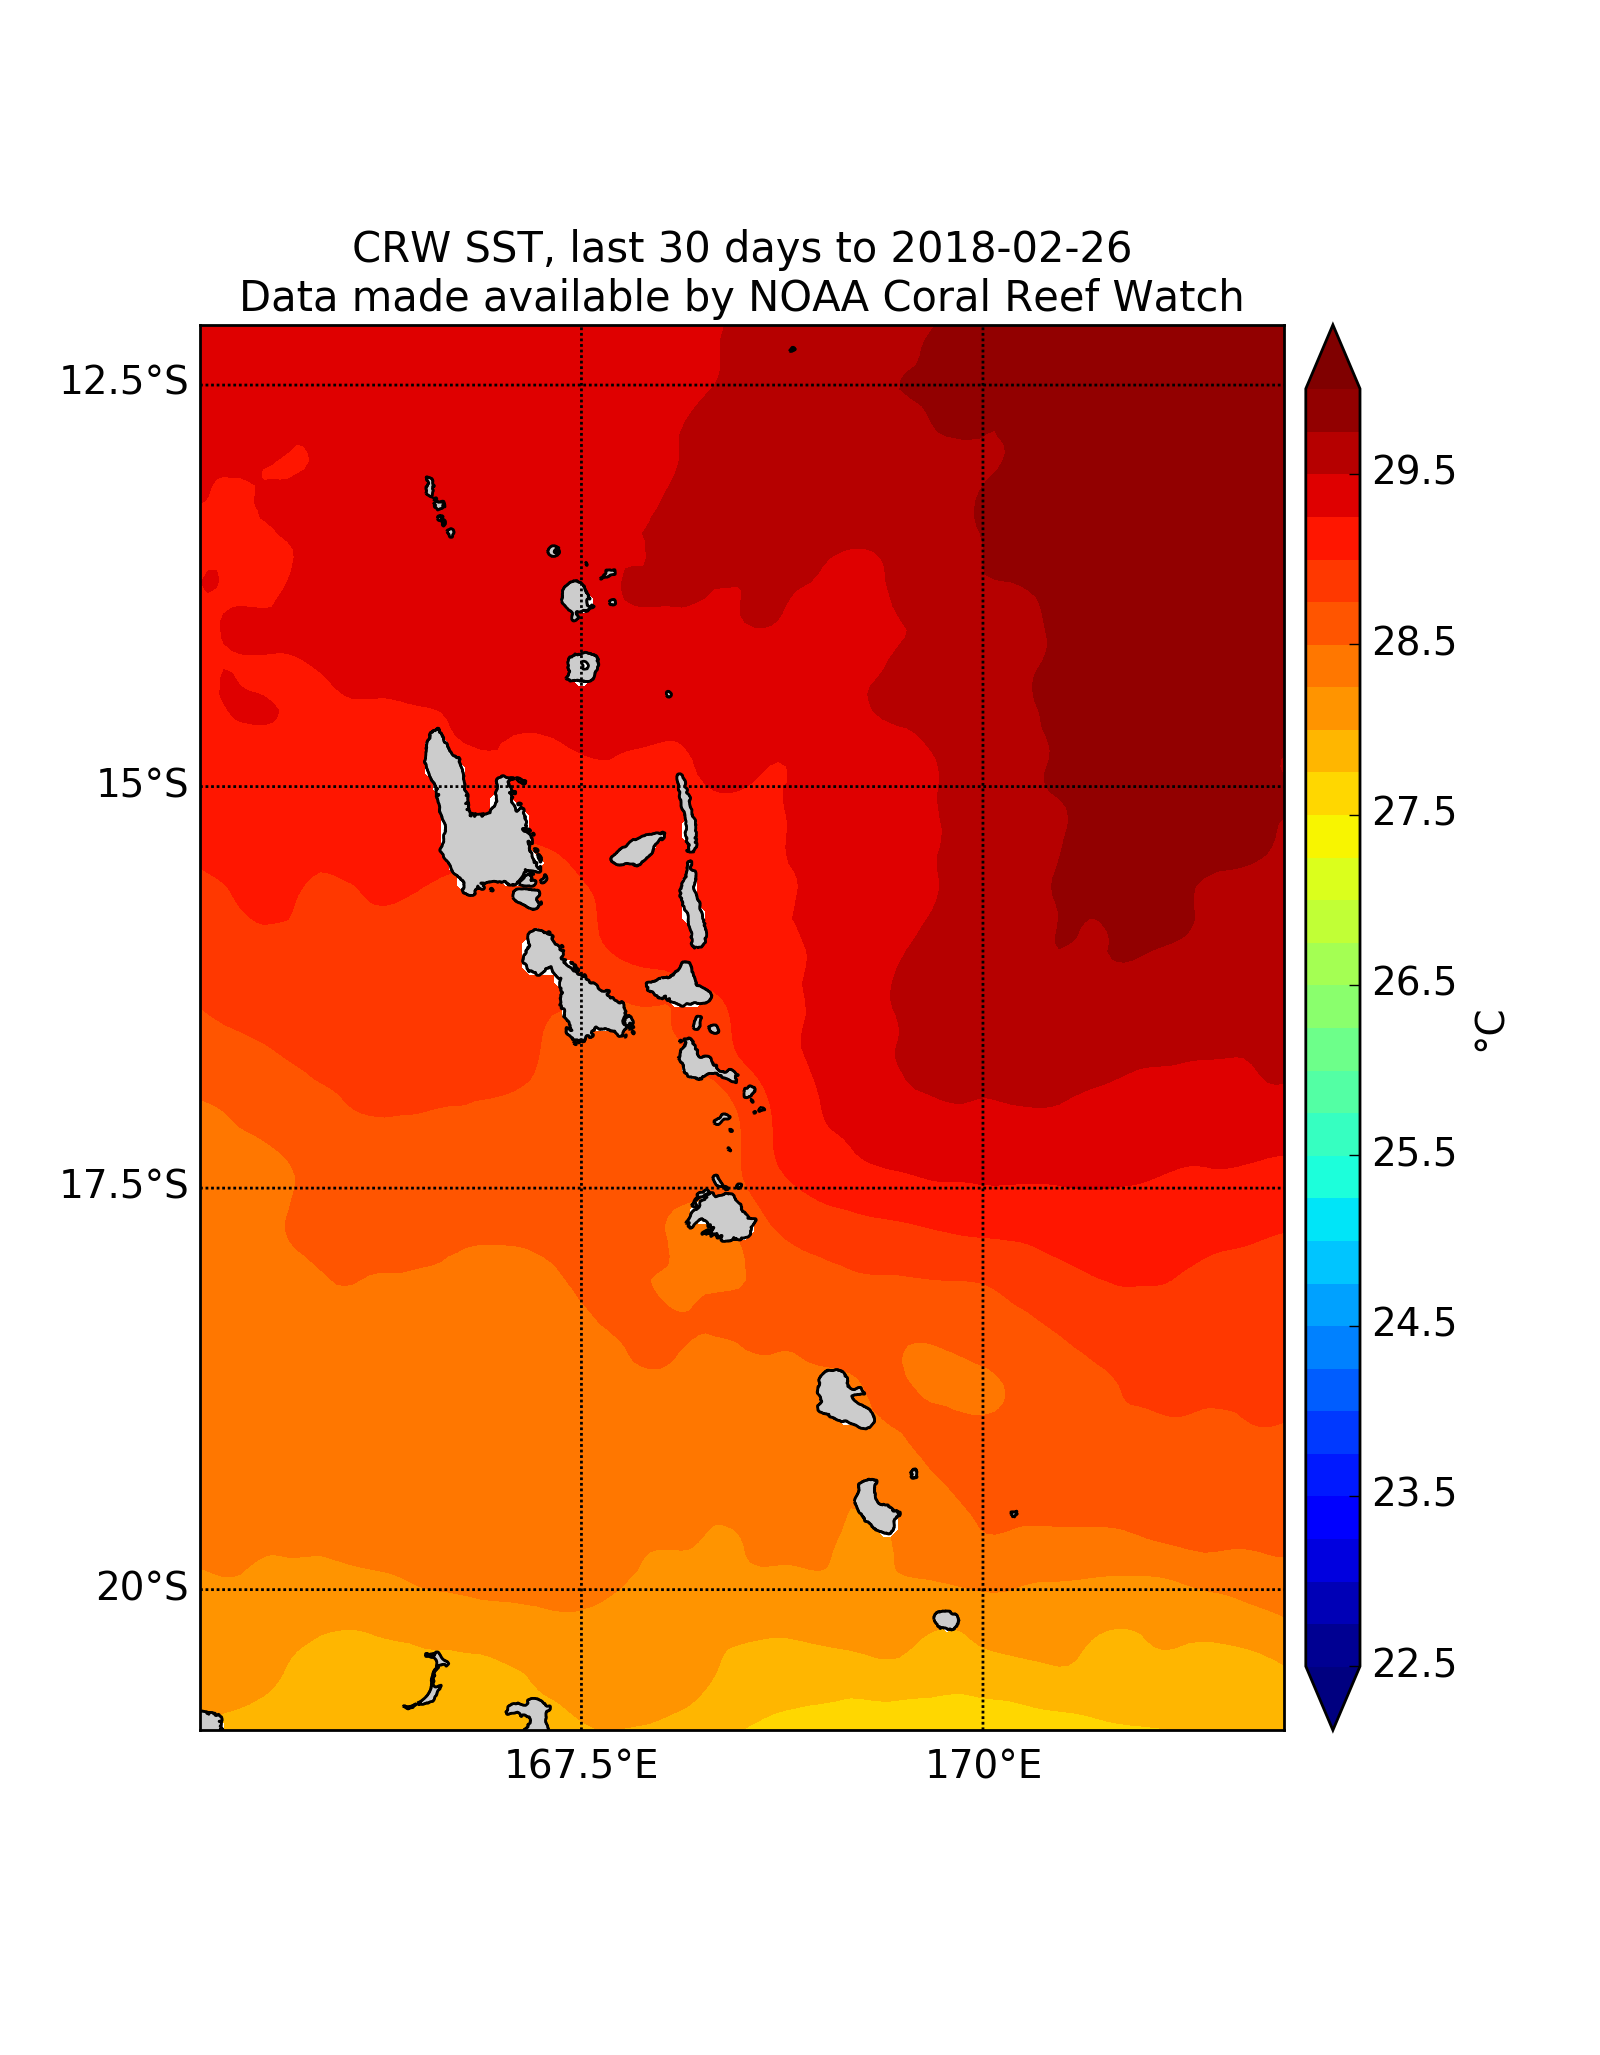 CRW SST, last 30 days to 2018-02-26
Data made available by NOAA Coral Reef Watch
12.5°S
15°S
17.5°S
20°S
167.5°E
170°E
29.5
28.5
27.5
26.5
25.5
24.5
23.5
22.5
°C